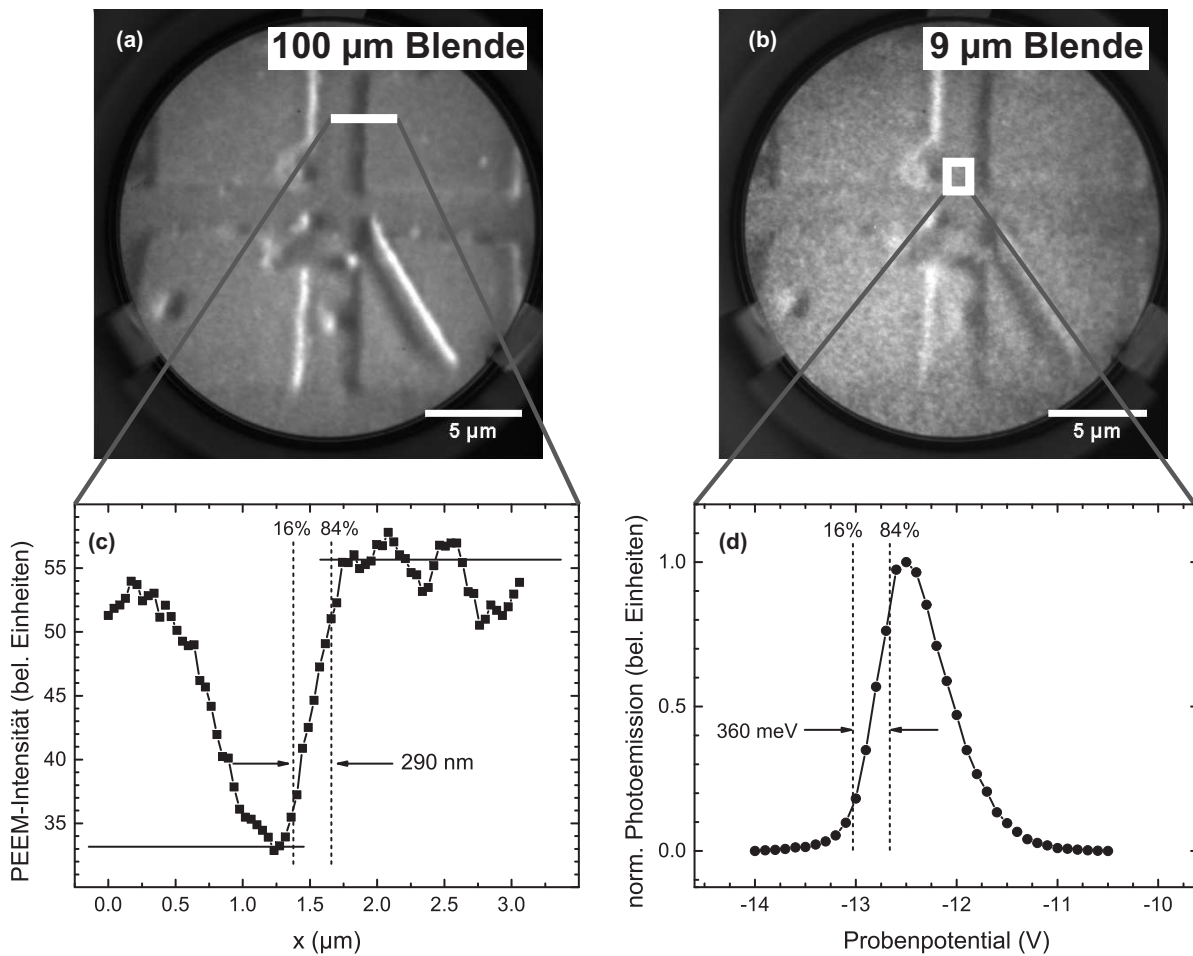 (a)
100 µm Blende
5 µm
(b)
9 µm Blende
5 µm
(c)
16%
84%
290 nm
PEEM-Intensität (bel. Einheiten)
55
50
45
40
35
0.0 0.5 1.0 1.5 2.0 2.5 3.0
x (µm)
(d)
16%
84%
360 meV
norm. Photoemission (bel. Einheiten)
1.0
0.5
0.0
-14 -13 -12 -11 -10
Probenpotential (V)